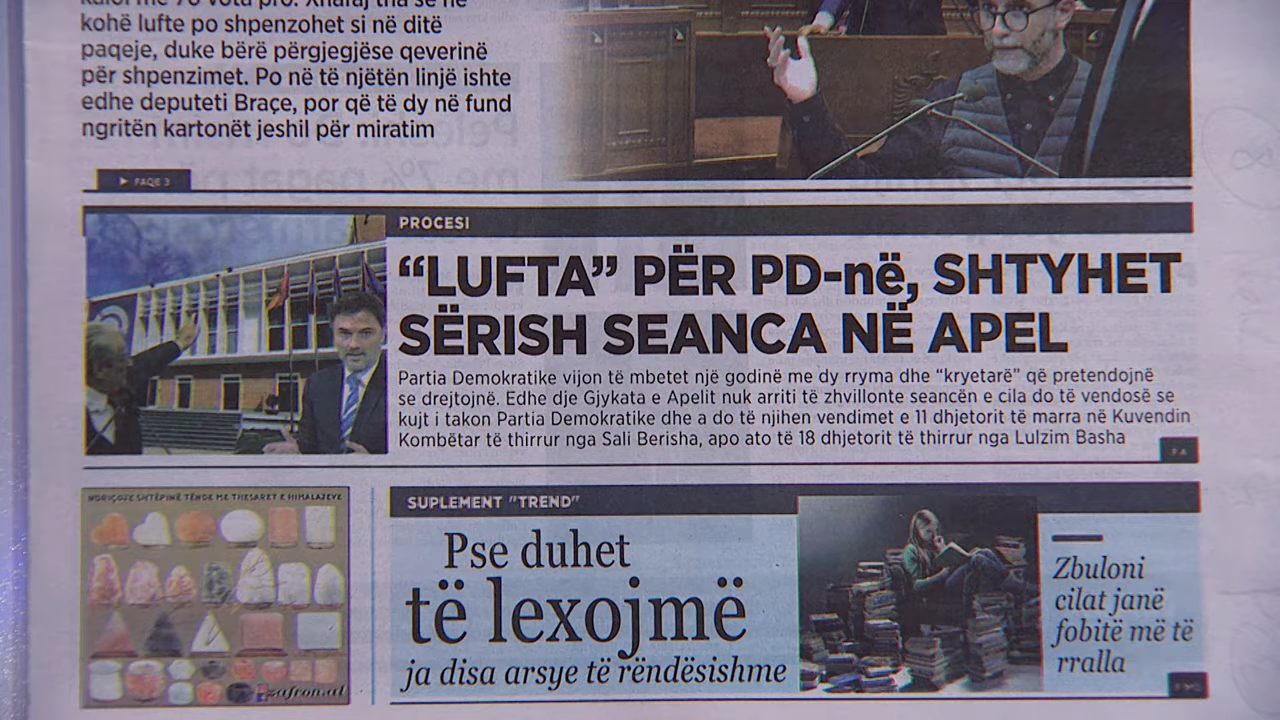 kohë lufte po shpenzohet si në ditë
paqeje, duke bërë përgjegjëse qeverinë
për shpenzimet. Po në të njëtën linjë ishte
edhe deputeti Braçe, por që të dy në fund
ngritën kartonët jeshil për miratim
FAQE 3
PROCESI
“LUFTA” PËR PD-në, SHTYHET
SËRISH SEANCA NË APEL
Partia Demokratike vijon të mbetet një godinë me dy rryma dhe “kryetarë” që pretendojnë
se drejtojnë. Edhe dje Gjykata e Apelit nuk arriti të zhvillonte seancën e cila do të vendosë se
kujt i takon Partia Demokratike dhe a do të njihen vendimet e 11 dhjetorit të marra në Kuvendin
Kombëtar të thirrur nga Sali Berisha, apo ato të 18 dhjetorit të thirrur nga Lulzim Basha
NDRIÇOJE SHTËPINË TËNDE ME THESARET E HIMALAJEVE
zafron.al
SUPLEMENT "TREND"
Pse duhet
të lexojmë
ja disa arsye të rëndësishme
Zbuloni
cilat janë
fobitë më të
rralla